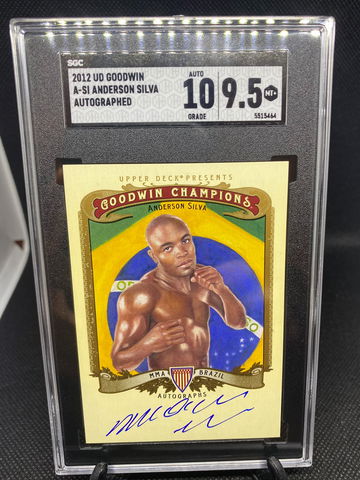 SGC
2012 UD GOODWIN
A-SI ANDERSON SILVA
AUTOGRAPHED
AUTO
10
GRADE
9.5
MT+
5515464
UPPER DECK PRESENTS
GOODWIN CHAMPIONS
ANDERSON SILVA
MMA BRAZIL
AUTOGRAPHS